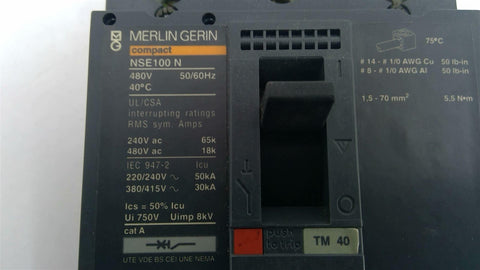 MERLIN GERIN
compact
NSE100 N
480V 50/60Hz
40°C
UL/CSA
interrupting ratings
RMS sym. Amps
240V ac 65k
480V ac 18k
IEC 947-2 Icu
220/240V ~ 50kA
380/415V ~ 30kA
Ics = 50% Icu
Ui 750V Uimp 8kV
cat A
UTE VDE BS CEI UNE NEMA
push
to trip
TM 40
75°C
# 14 - # 1/0 AWG Cu 50 lb-in
# 8 - # 1/0 AWG Al 50 lb-in
1,5 - 70 mm² 5,5 N•m